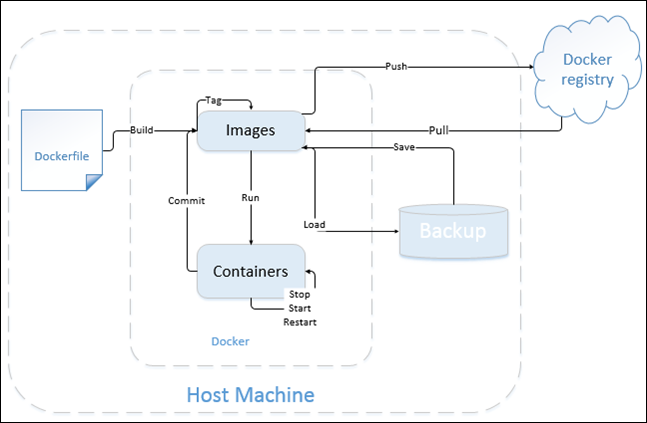 Docker
registry
Push
Tag
Dockerfile
Build
Images
Pull
Save
Commit
Run
Load
Backup
Containers
Stop
Start
Restart
Docker
Host Machine